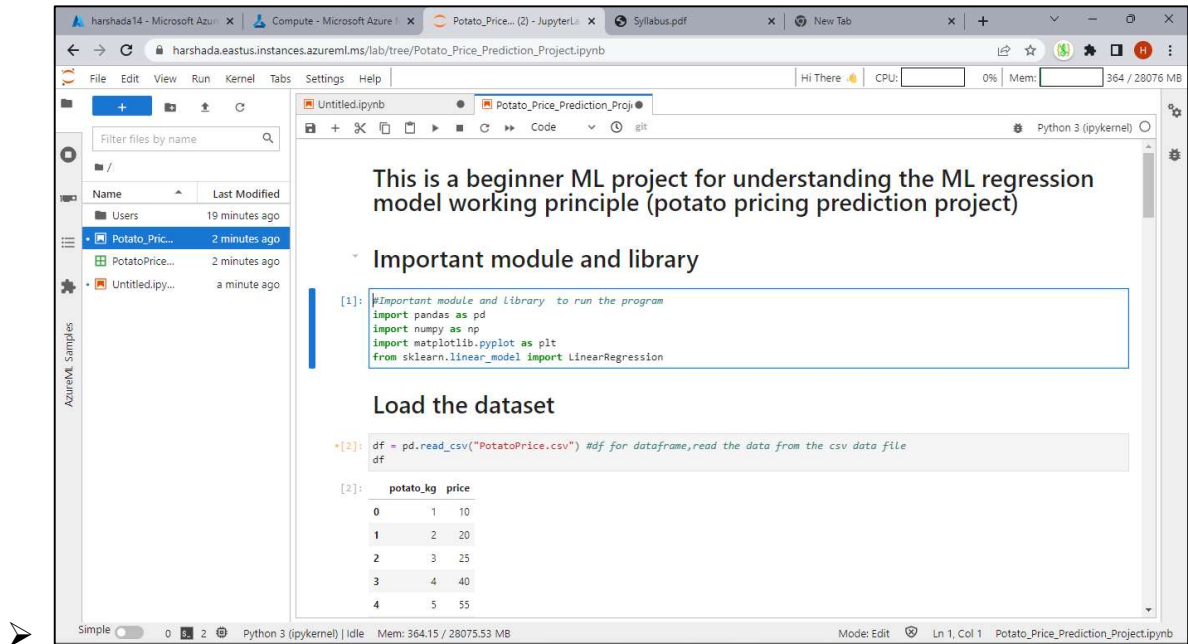 harshada14 - Microsoft Azur
Compute - Microsoft Azure
Potato_Price... (2) - JupyterLa
Syllabus.pdf
New Tab
harshada.eastus.instances.azureml.ms/lab/tree/Potato_Price_Prediction_Project.ipynb
H
File Edit View Run Kernel Tabs Settings Help
Hi There 👋 CPU: 0% Mem: 364 / 28076 MB
Filter files by name
/
Name Last Modified
Users 19 minutes ago
Potato_Pric... 2 minutes ago
PotatoPrice... 2 minutes ago
Untitled.ipy... a minute ago
AzureML Samples
Untitled.ipynb
Potato_Price_Prediction_Proj
Code
git
Python 3 (ipykernel)
This is a beginner ML project for understanding the ML regression
model working principle (potato pricing prediction project)
Important module and library
[1]: #Important module and library to run the program
import pandas as pd
import numpy as np
import matplotlib.pyplot as plt
from sklearn.linear_model import LinearRegression
Load the dataset
•[2]: df = pd.read_csv("PotatoPrice.csv") #df for dataframe,read the data from the csv data file
df
[2]: potato_kg price
0 1 10
1 2 20
2 3 25
3 4 40
4 5 55
Simple 0 2 Python 3 (ipykernel) | Idle Mem: 364.15 / 28075.53 MB
Mode: Edit Ln 1, Col 1 Potato_Price_Prediction_Project.ipynb